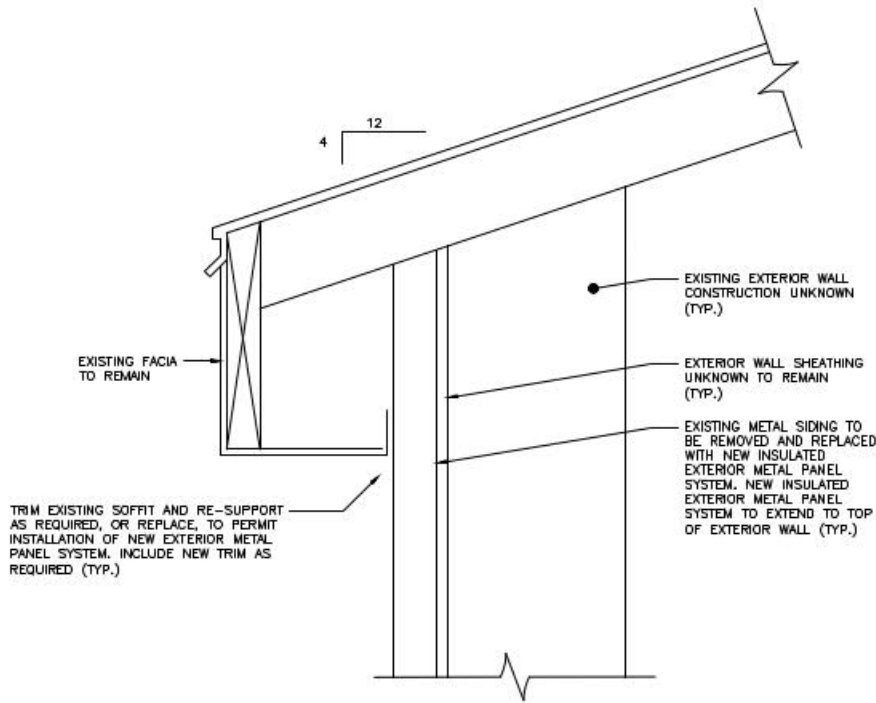 12
4
EXISTING EXTERIOR WALL
CONSTRUCTION UNKNOWN
(TYP.)
EXISTING FACIA
TO REMAIN
EXTERIOR WALL SHEATHING
UNKNOWN TO REMAIN
(TYP.)
EXISTING METAL SIDING TO
BE REMOVED AND REPLACED
WITH NEW INSULATED
EXTERIOR METAL PANEL
SYSTEM. NEW INSULATED
EXTERIOR METAL PANEL
SYSTEM TO EXTEND TO TOP
OF EXTERIOR WALL (TYP.)
TRIM EXISTING SOFFIT AND RE-SUPPORT
AS REQUIRED, OR REPLACE, TO PERMIT
INSTALLATION OF NEW EXTERIOR METAL
PANEL SYSTEM. INCLUDE NEW TRIM AS
REQUIRED (TYP.)